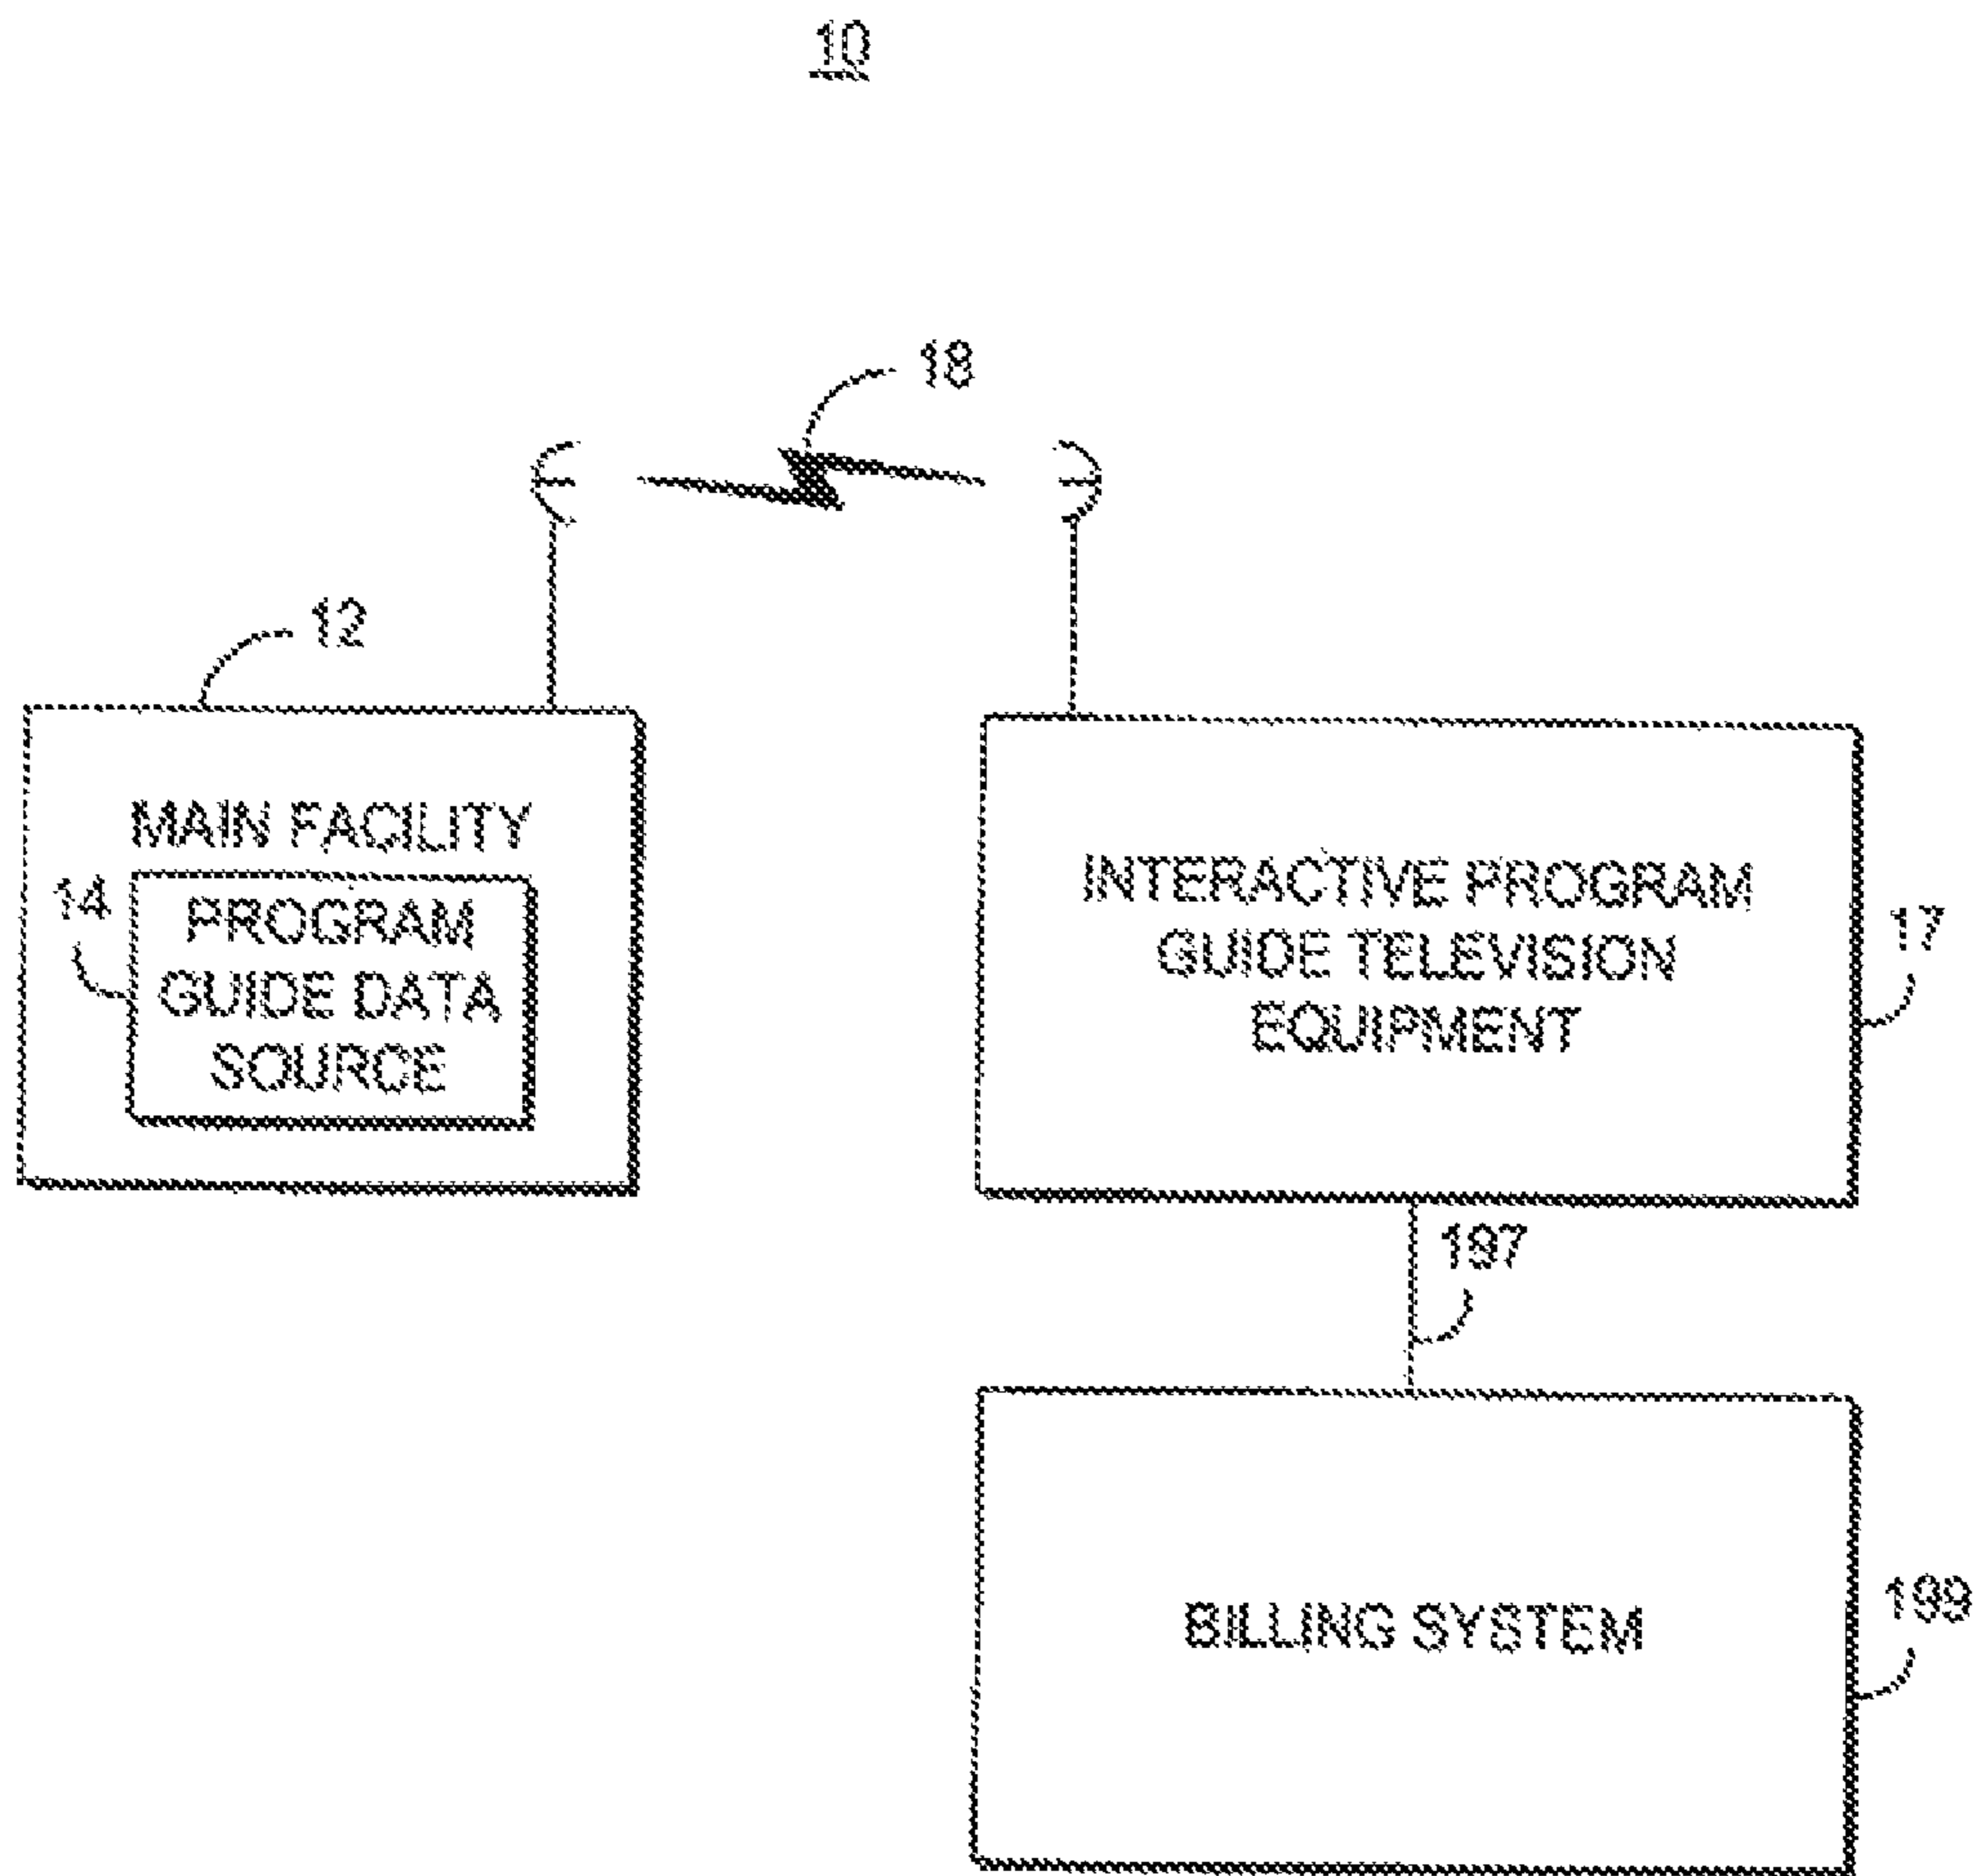 10
18
12
MAIN FACILITY
14
PROGRAM
GUIDE DATA
SOURCE
INTERACTIVE PROGRAM
GUIDE TELEVISION
EQUIPMENT
17
197
BILLING SYSTEM
199